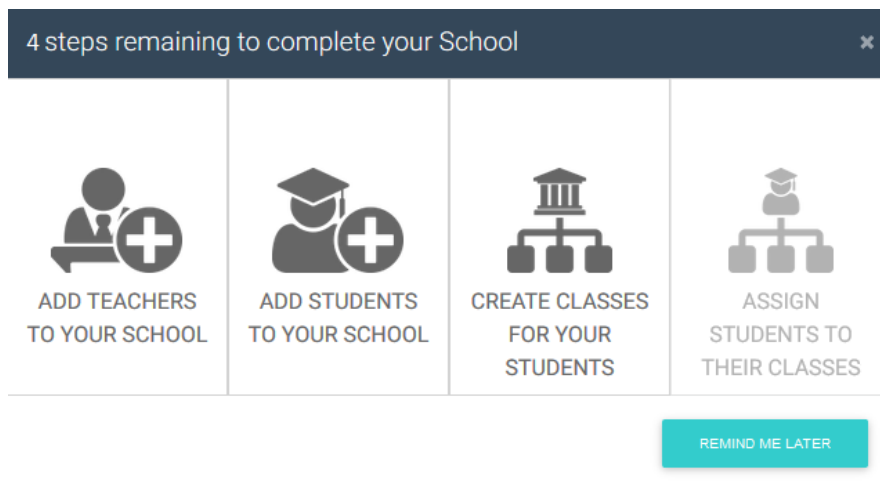 4 steps remaining to complete your School
ADD TEACHERS
TO YOUR SCHOOL
ADD STUDENTS
TO YOUR SCHOOL
CREATE CLASSES
FOR YOUR
STUDENTS
ASSIGN
STUDENTS TO
THEIR CLASSES
REMIND ME LATER